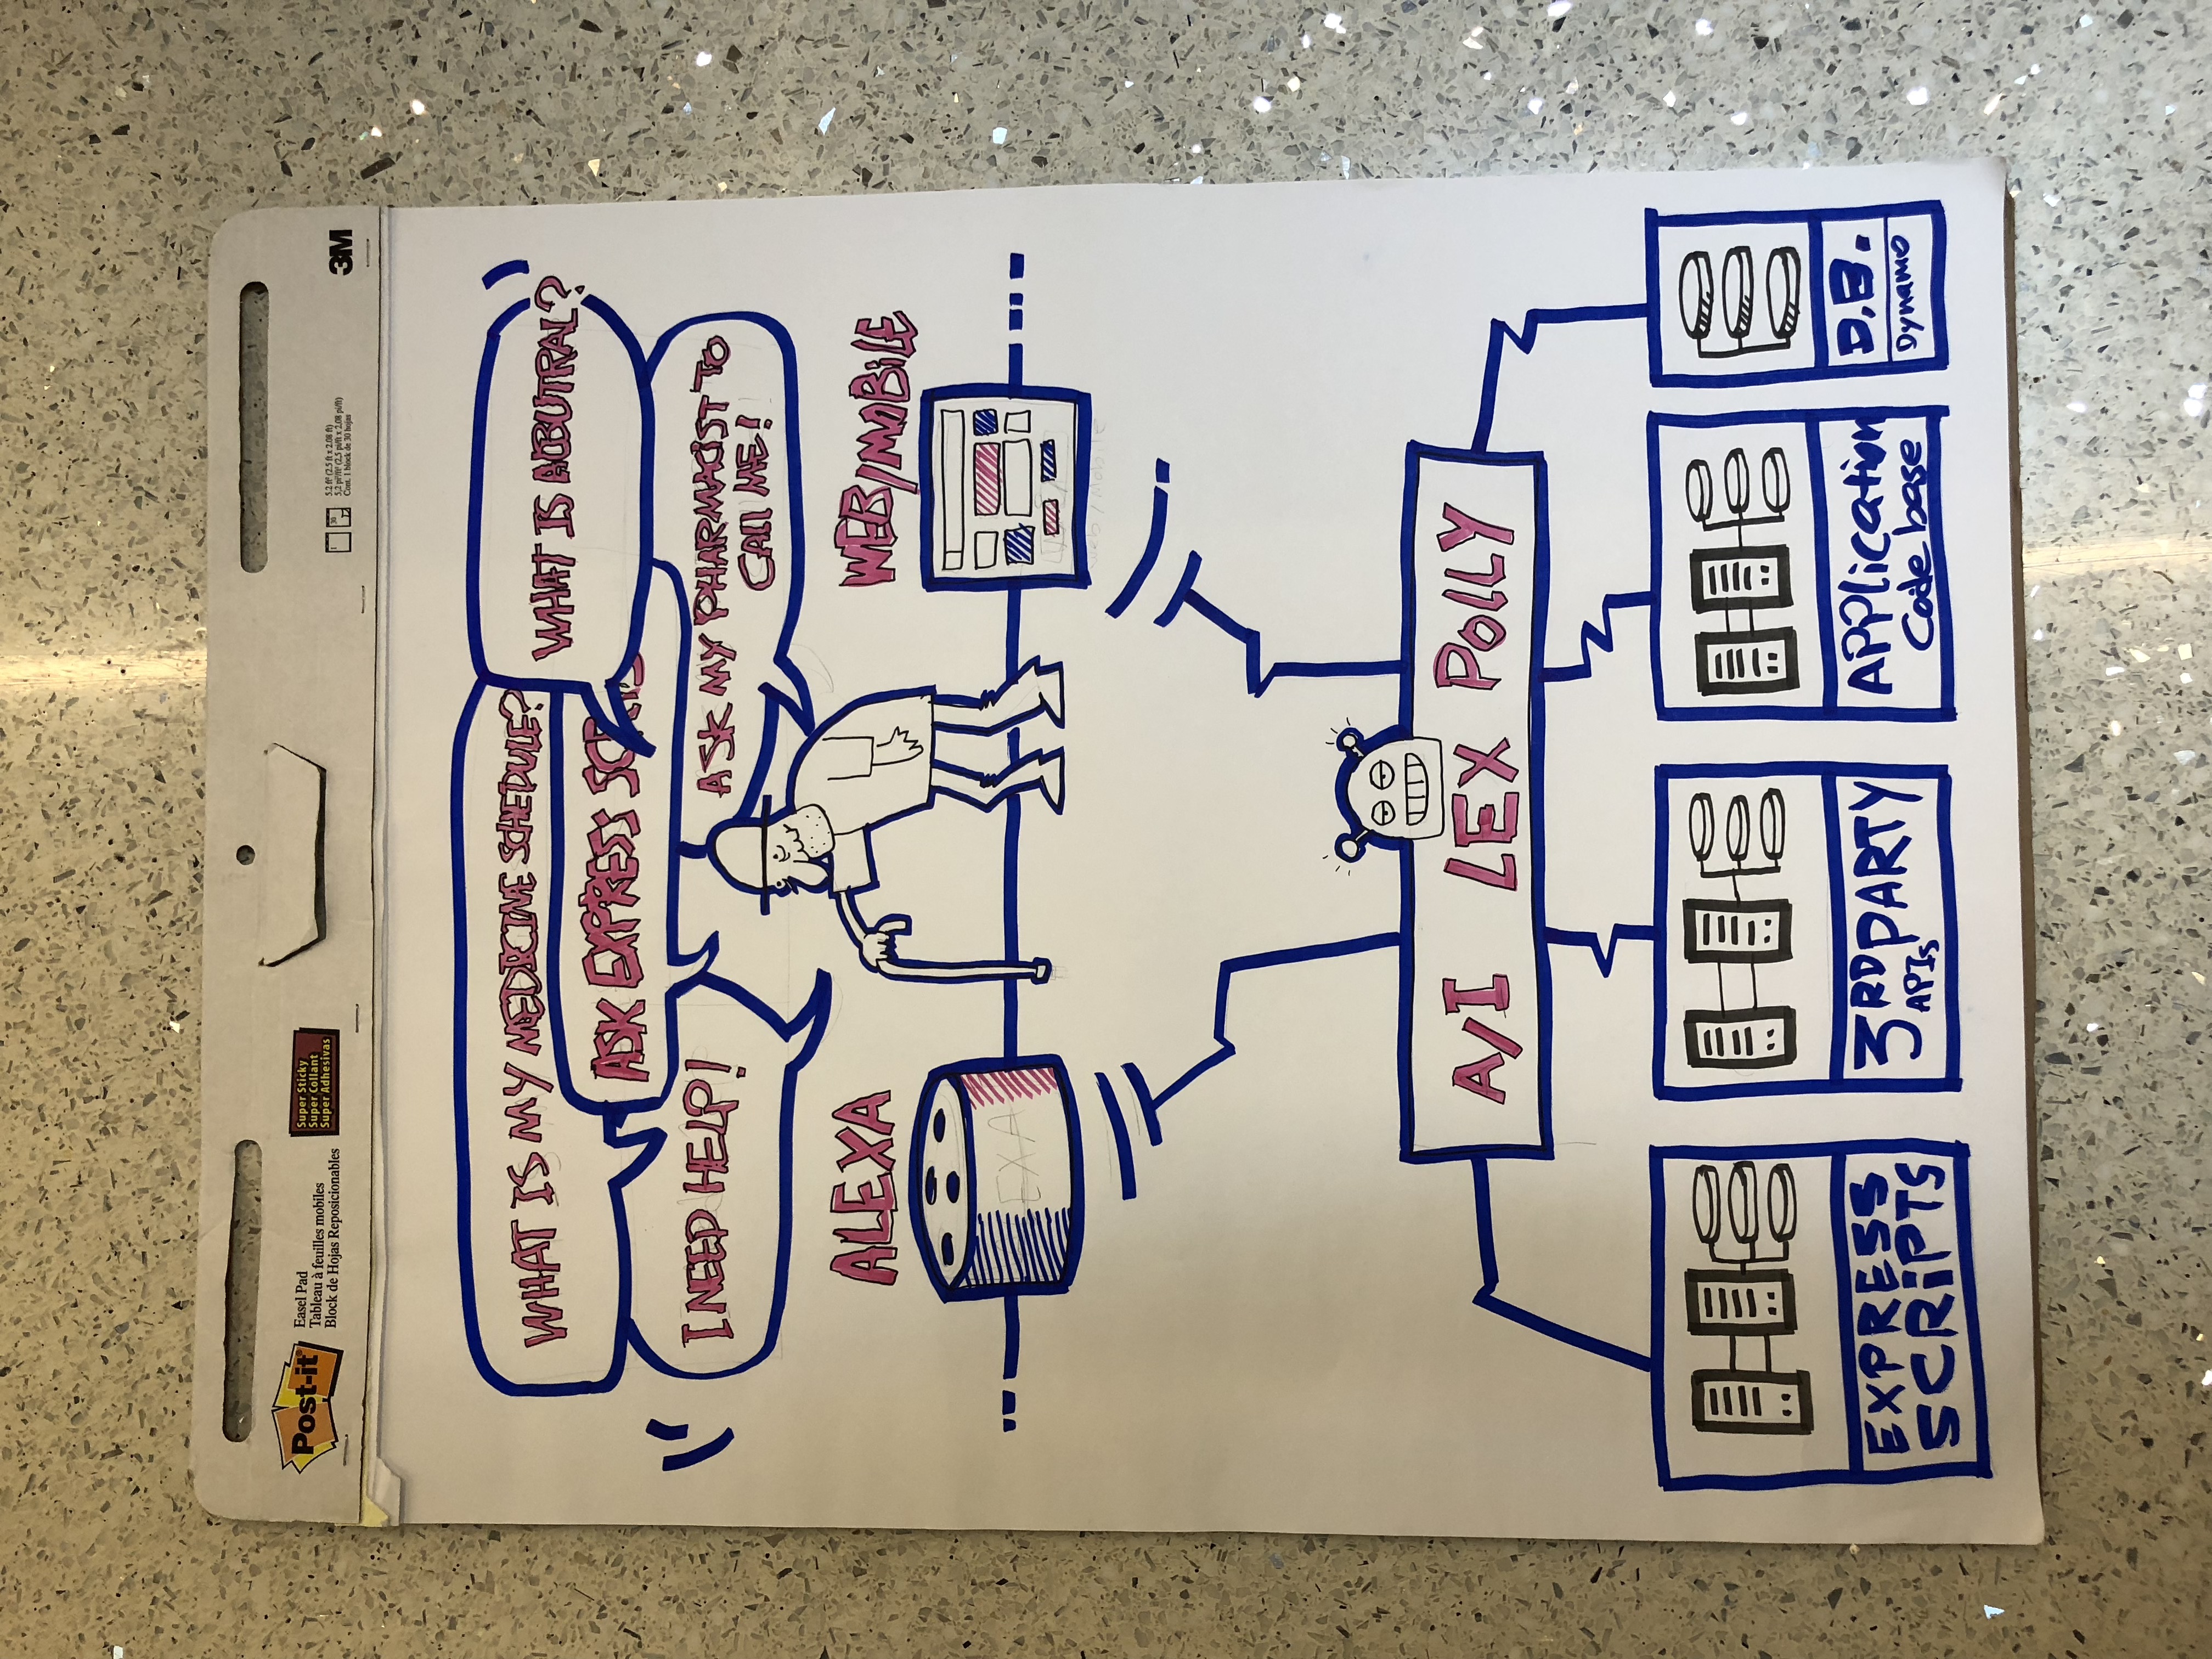 Post-it
Easel Pad
Tableau à feuilles mobiles
Block de Hojas Reposicionables
Super Sticky
Super Collant
Super Adhesivas
5.2 ft² (2.5 ft x 2.08 ft)
5,2 pi²/ft² (2,5 pi/ft x 2,08 pi/ft)
Cont. 1 block de 30 hojas
3M
WHAT IS MY MEDICINE SCHEDULE?
WHAT IS ALBUTRAL?
ASK EXPRESS
I NEED HELP!
ASK MY PHARMACIST TO
CALL ME!
ALEXA
WEB/MOBILE
EXA
Web/Mobile
A/I LEX POLLY
EXPRESS
SCRiPTS
3RD PARTY
APIs
APPlication
Code base
D.B.
Dynamo